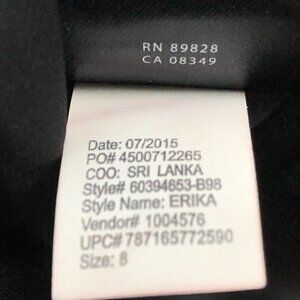 RN 89828
CA 08349
Date: 07/2015
PO# 4500712265
COO: SRI LANKA
Style# 60394653-B98
Style Name: ERIKA
Vendor# 1004576
UPC# 787165772590
Size: 8